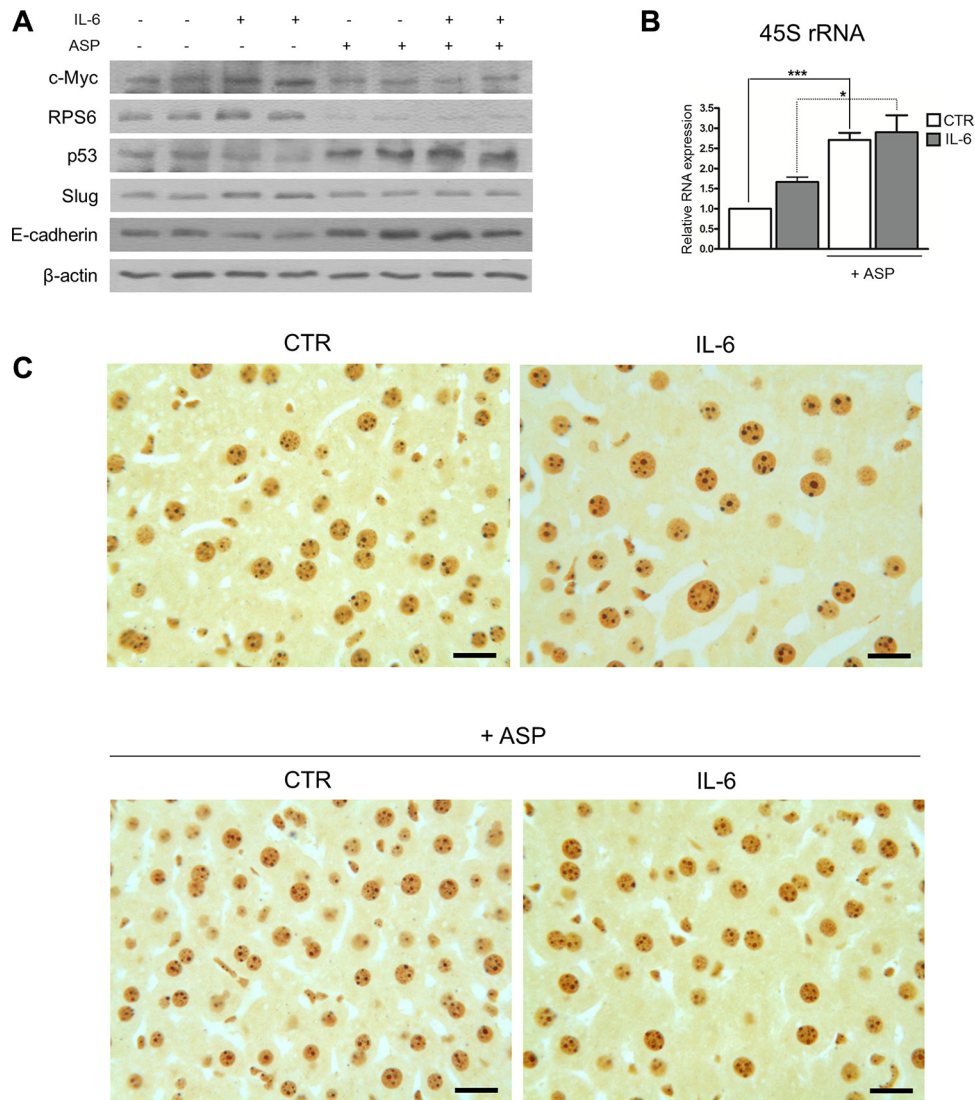 A
IL-6 - - + + - - + +
ASP - - - - + + + +
c-Myc
RPS6
p53
Slug
E-cadherin
β-actin
B
45S rRNA
***
*
Relative RNA expression
3.5
3.0
2.5
2.0
1.5
1.0
0.5
0.0
CTR
IL-6
+ ASP
C
CTR IL-6
+ ASP
CTR IL-6